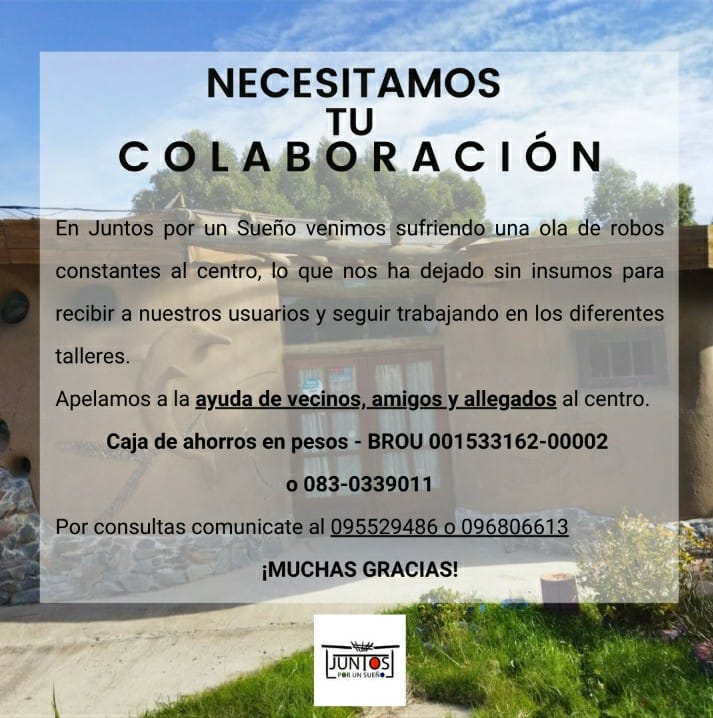 NECESITAMOS
TU
COLABORACIÓN
En Juntos por un Sueño venimos sufriendo una ola de robos
constantes al centro, lo que nos ha dejado sin insumos para
recibir a nuestros usuarios y seguir trabajando en los diferentes
talleres.
Apelamos a la ayuda de vecinos, amigos y allegados al centro.
Caja de ahorros en pesos - BROU 001533162-00002
o 083-0339011
Por consultas comunicate al 095529486 o 096806613
¡MUCHAS GRACIAS!
JUNTOS
POR UN SUEÑO